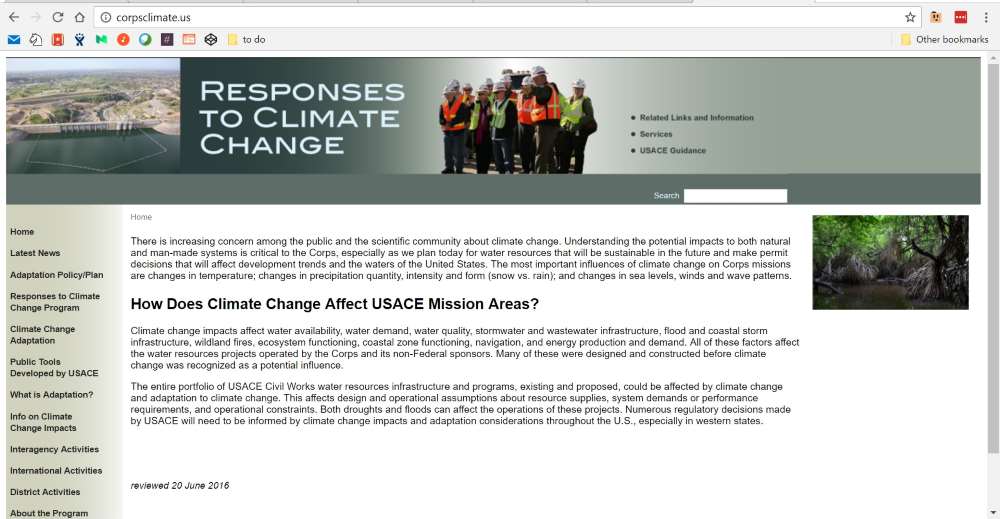 corpsclimate.us
to do
Other bookmarks
RESPONSES
TO CLIMATE
CHANGE
Related Links and Information
Services
USACE Guidance
Search
Home
Latest News
Adaptation Policy/Plan
Responses to Climate
Change Program
Climate Change
Adaptation
Public Tools
Developed by USACE
What is Adaptation?
Info on Climate
Change Impacts
Interagency Activities
International Activities
District Activities
About the Program
Home
There is increasing concern among the public and the scientific community about climate change. Understanding the potential impacts to both natural
and man-made systems is critical to the Corps, especially as we plan today for water resources that will be sustainable in the future and make permit
decisions that will affect development trends and the waters of the United States. The most important influences of climate change on Corps missions
are changes in temperature; changes in precipitation quantity, intensity and form (snow vs. rain); and changes in sea levels, winds and wave patterns.
How Does Climate Change Affect USACE Mission Areas?
Climate change impacts affect water availability, water demand, water quality, stormwater and wastewater infrastructure, flood and coastal storm
infrastructure, wildland fires, ecosystem functioning, coastal zone functioning, navigation, and energy production and demand. All of these factors affect
the water resources projects operated by the Corps and its non-Federal sponsors. Many of these were designed and constructed before climate
change was recognized as a potential influence.
The entire portfolio of USACE Civil Works water resources infrastructure and programs, existing and proposed, could be affected by climate change
and adaptation to climate change. This affects design and operational assumptions about resource supplies, system demands or performance
requirements, and operational constraints. Both droughts and floods can affect the operations of these projects. Numerous regulatory decisions made
by USACE will need to be informed by climate change impacts and adaptation considerations throughout the U.S., especially in western states.
reviewed 20 June 2016